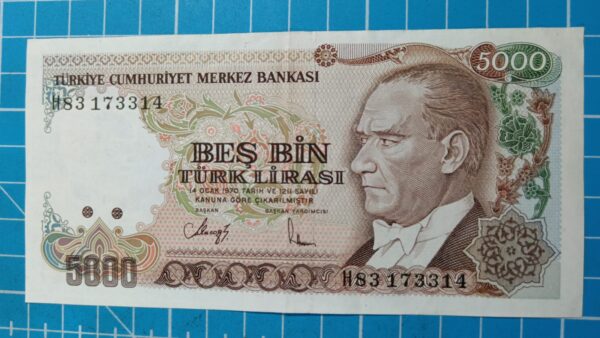 5000
TÜRKİYE CUMHURİYET MERKEZ BANKASI
H83 173314
BEŞ BİN
TÜRK LİRASI
14 OCAK 1970 TARİH VE 1211 SAYILI
KANUNA GÖRE ÇIKARILMIŞTIR
BAŞKAN BAŞKAN YARDIMCISI
5000
H83 173314